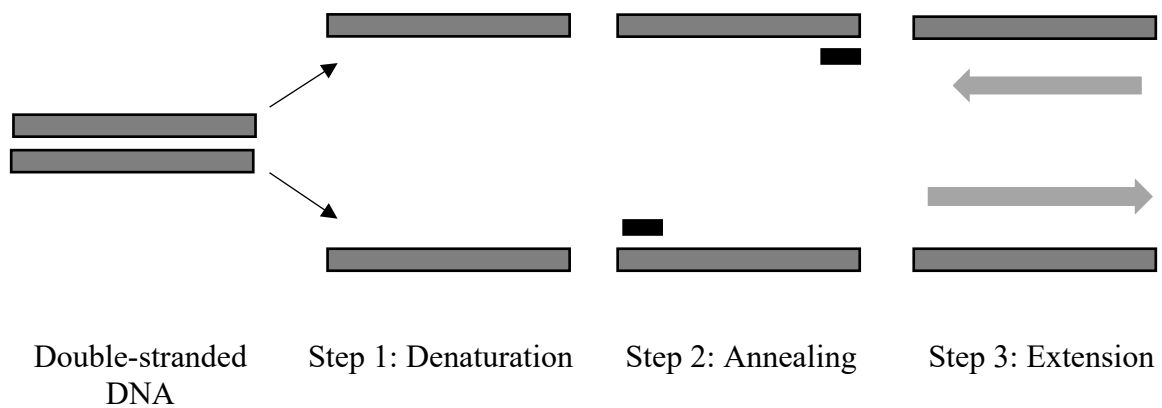 Double-stranded
DNA
Step 1: Denaturation
Step 2: Annealing
Step 3: Extension